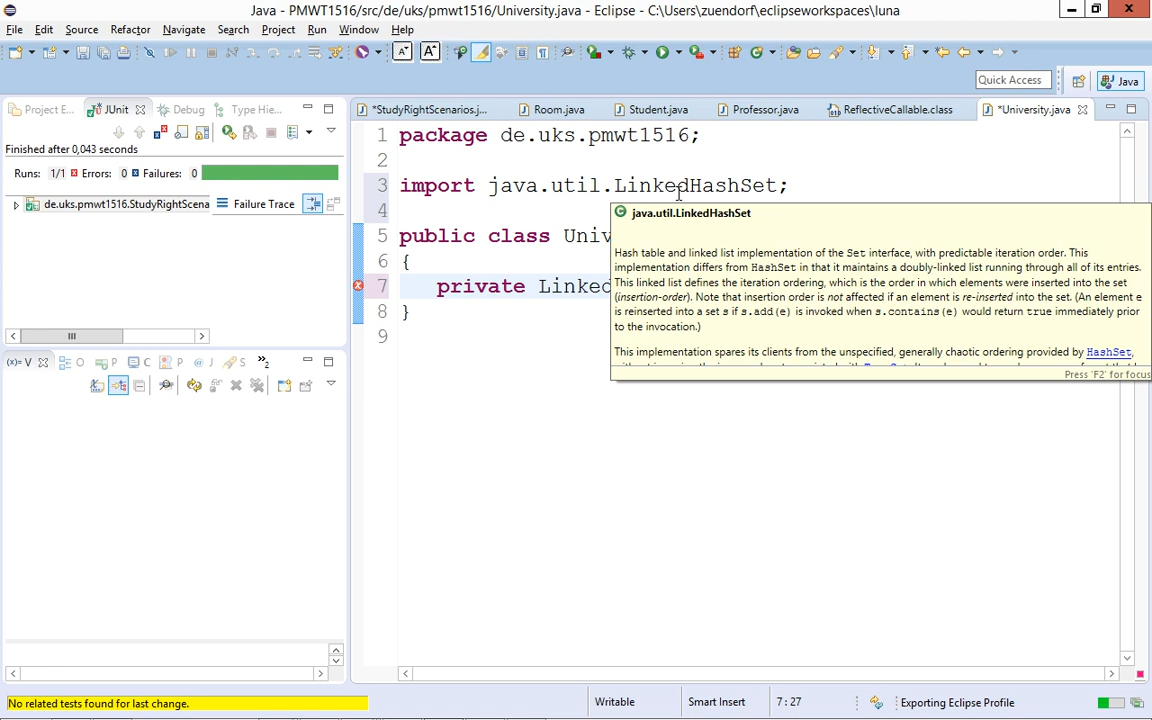 Java - PMWT1516/src/de/uks/pmwt1516/University.java - Eclipse - C:\Users\zuendorf\eclipseworkspaces\luna
File Edit Source Refactor Navigate Search Project Run Window Help
Quick Access
Java
Project E...
JUnit
Debug
Type Hie...
*StudyRightScenarios.j...
Room.java
Student.java
Professor.java
ReflectiveCallable.class
*University.java
Finished after 0,043 seconds
Runs: 1/1 Errors: 0 Failures: 0
de.uks.pmwt1516.StudyRightScena
Failure Trace
1 package de.uks.pmwt1516;
2
3 import java.util.LinkedHashSet;
4
5 public class Univ
6 {
7 private Linked
8 }
9
java.util.LinkedHashSet
Hash table and linked list implementation of the Set interface, with predictable iteration order. This
implementation differs from HashSet in that it maintains a doubly-linked list running through all of its entries.
This linked list defines the iteration ordering, which is the order in which elements were inserted into the set
(insertion-order). Note that insertion order is not affected if an element is re-inserted into the set. (An element e
is reinserted into a set s if s.add(e) is invoked when s.contains(e) would return true immediately prior
to the invocation.)
This implementation spares its clients from the unspecified, generally chaotic ordering provided by HashSet,
Press 'F2' for focus
(x)= V
O
P
C
P
@ J
S
»2
No related tests found for last change.
Writable
Smart Insert
7 : 27
Exporting Eclipse Profile